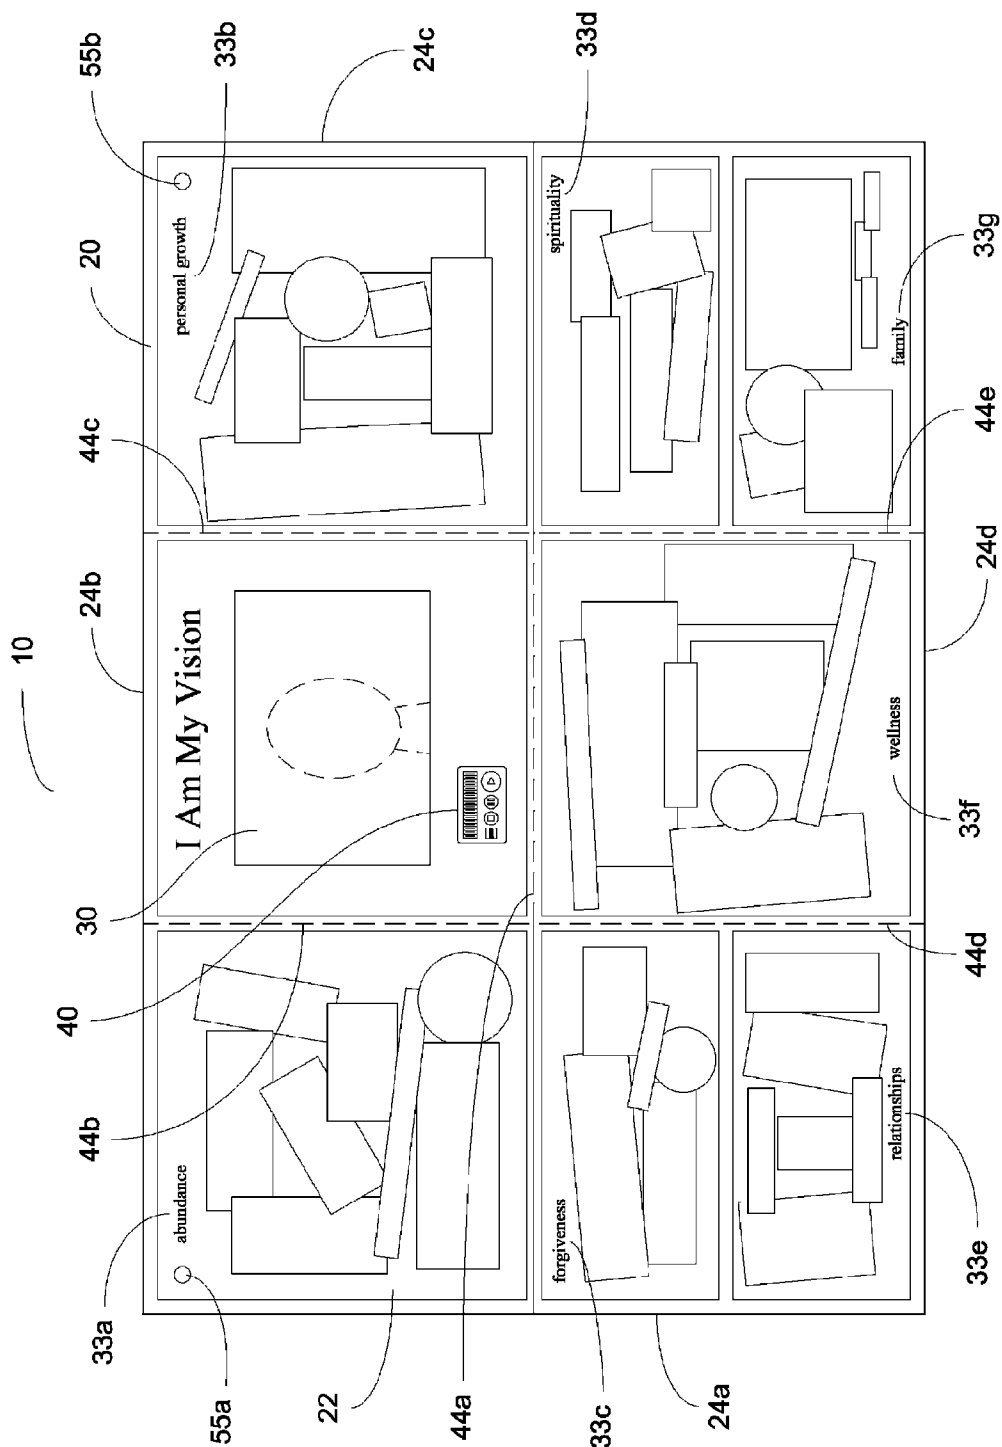 10
33a
40
30
24b
20
55b
44b
44c
abundance
I Am My Vision
personal growth
55a
33b
22
24c
44a
forgiveness
spirituality
33d
33c
24a
relationships
wellness
family
33e
44d
33f
24d
44e
33g